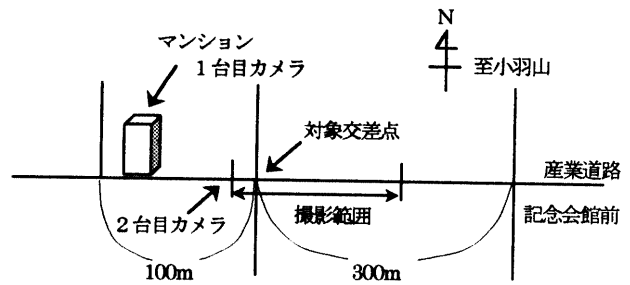 N
マンション
1台目カメラ
至小羽山
対象交差点
産業道路
2台目カメラ
撮影範囲
記念会館前
100m
300m